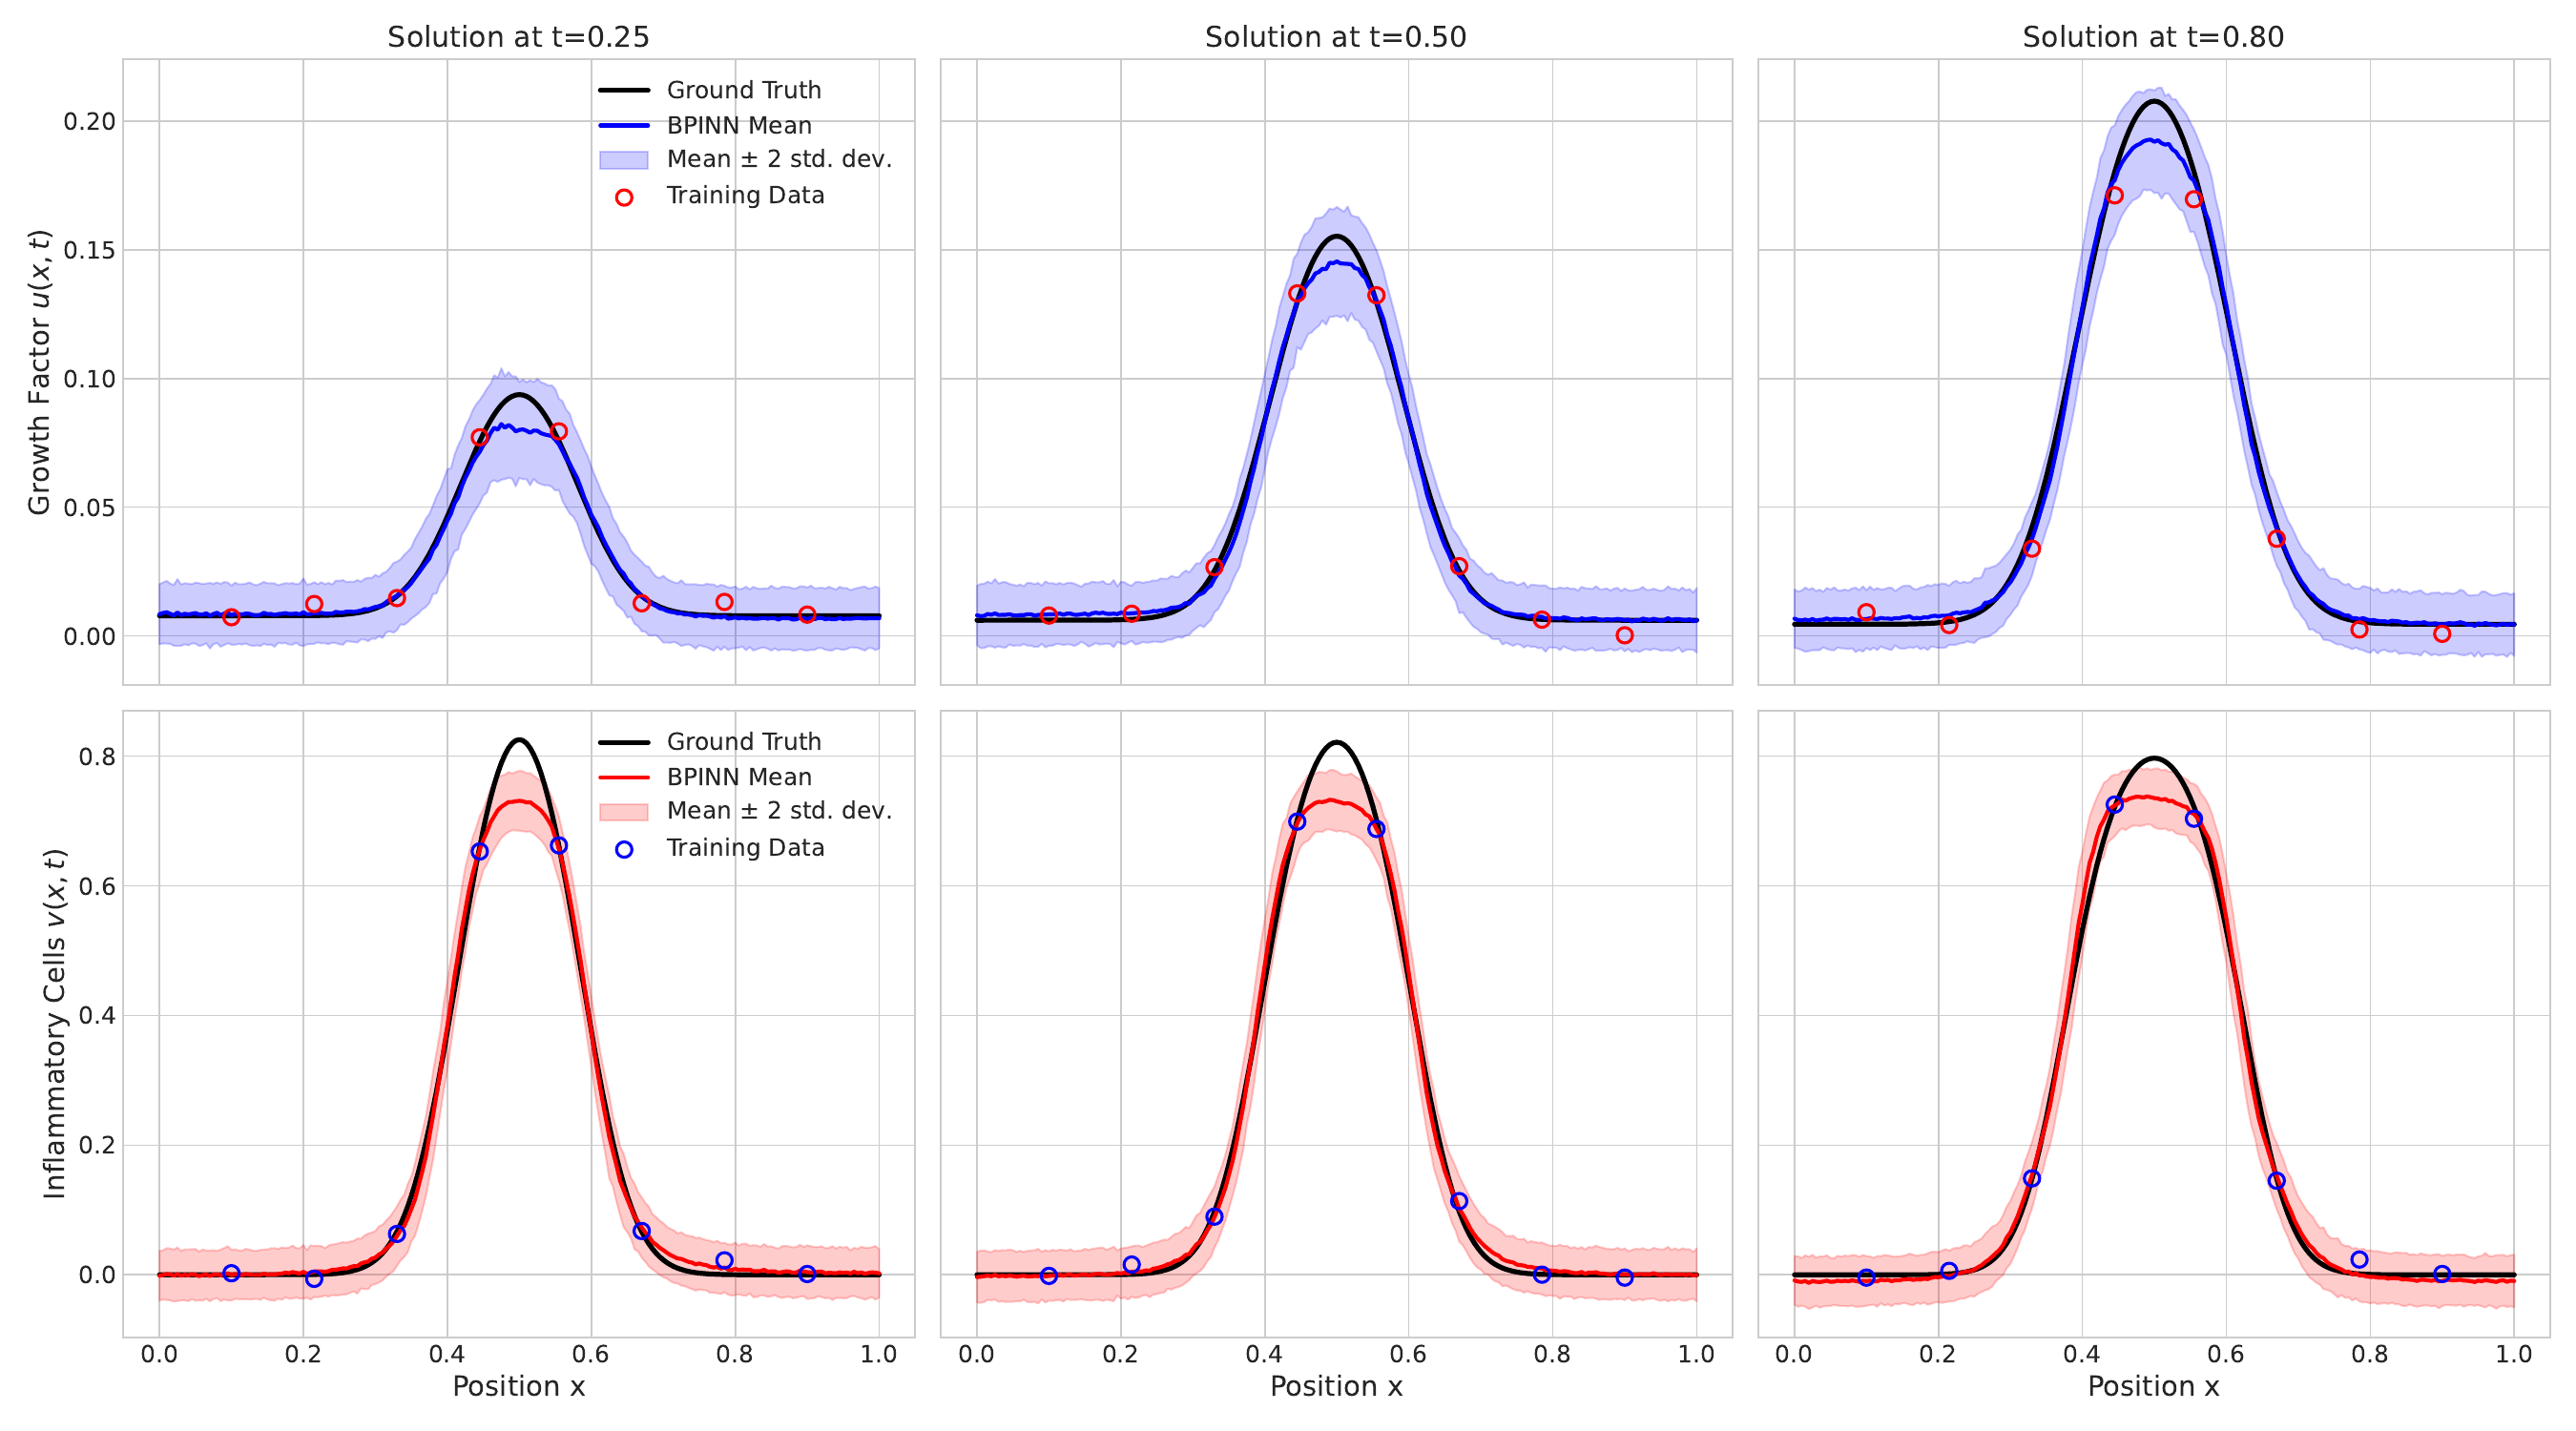 Solution at t=0.25
Solution at t=0.50
Solution at t=0.80
Growth Factor u(x, t)
0.20
0.15
0.10
0.05
0.00
Ground Truth
BPINN Mean
Mean ± 2 std. dev.
Training Data
Inflammatory Cells v(x, t)
0.8
0.6
0.4
0.2
0.0
Ground Truth
BPINN Mean
Mean ± 2 std. dev.
Training Data
0.0 0.2 0.4 0.6 0.8 1.0
0.0 0.2 0.4 0.6 0.8 1.0
0.0 0.2 0.4 0.6 0.8 1.0
Position x
Position x
Position x